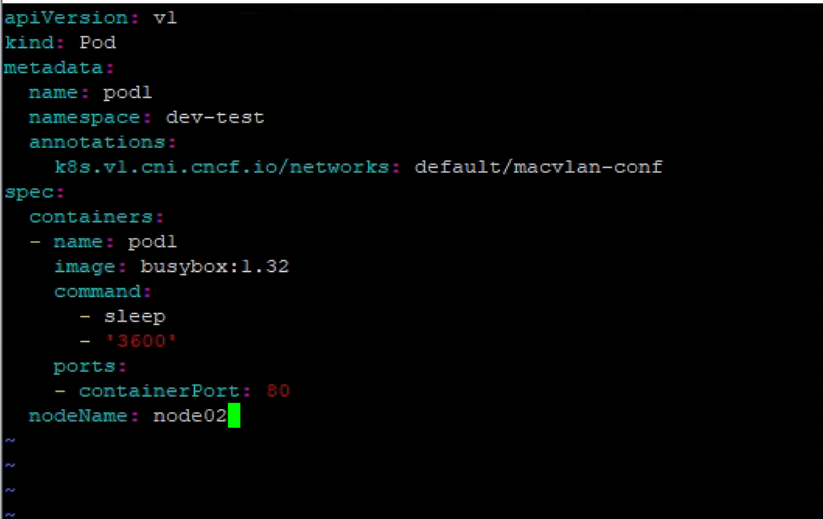 apiVersion: v1
kind: Pod
metadata:
  name: pod1
  namespace: dev-test
  annotations:
    k8s.v1.cni.cncf.io/networks: default/macvlan-conf
spec:
  containers:
  - name: pod1
    image: busybox:1.32
    command:
      - sleep
      - '3600'
    ports:
    - containerPort: 80
  nodeName: node02
~
~
~
~